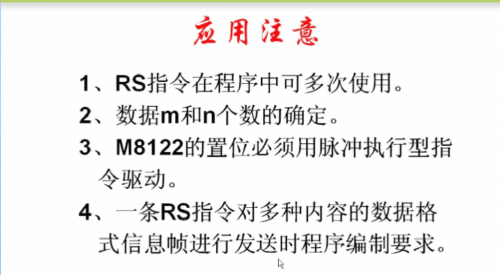 应用注意
1、RS指令在程序中可多次使用。
2、数据m和n个数的确定。
3、M8122的置位必须用脉冲执行型指
令驱动。
4、一条RS指令对多种内容的数据格
式信息帧进行发送时程序编制要求。